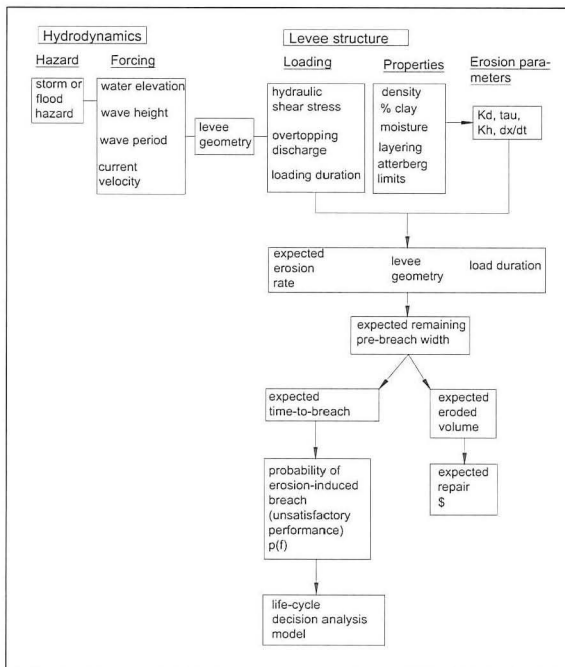 Hydrodynamics
Levee structure
Hazard
Forcing
Loading
Properties
Erosion para-
meters
storm or
flood
hazard
water elevation
wave height
wave period
current
velocity
levee
geometry
hydraulic
shear stress
overtopping
discharge
loading duration
density
% clay
moisture
layering
atterberg
limits
Kd, tau,
Kh, dx/dt
expected
erosion
rate
levee
geometry
load duration
expected remaining
pre-breach width
expected
time-to-breach
expected
eroded
volume
probability of
erosion-induced
breach
(unsatisfactory
performance)
p(f)
expected
repair
$
life-cycle
decision analysis
model